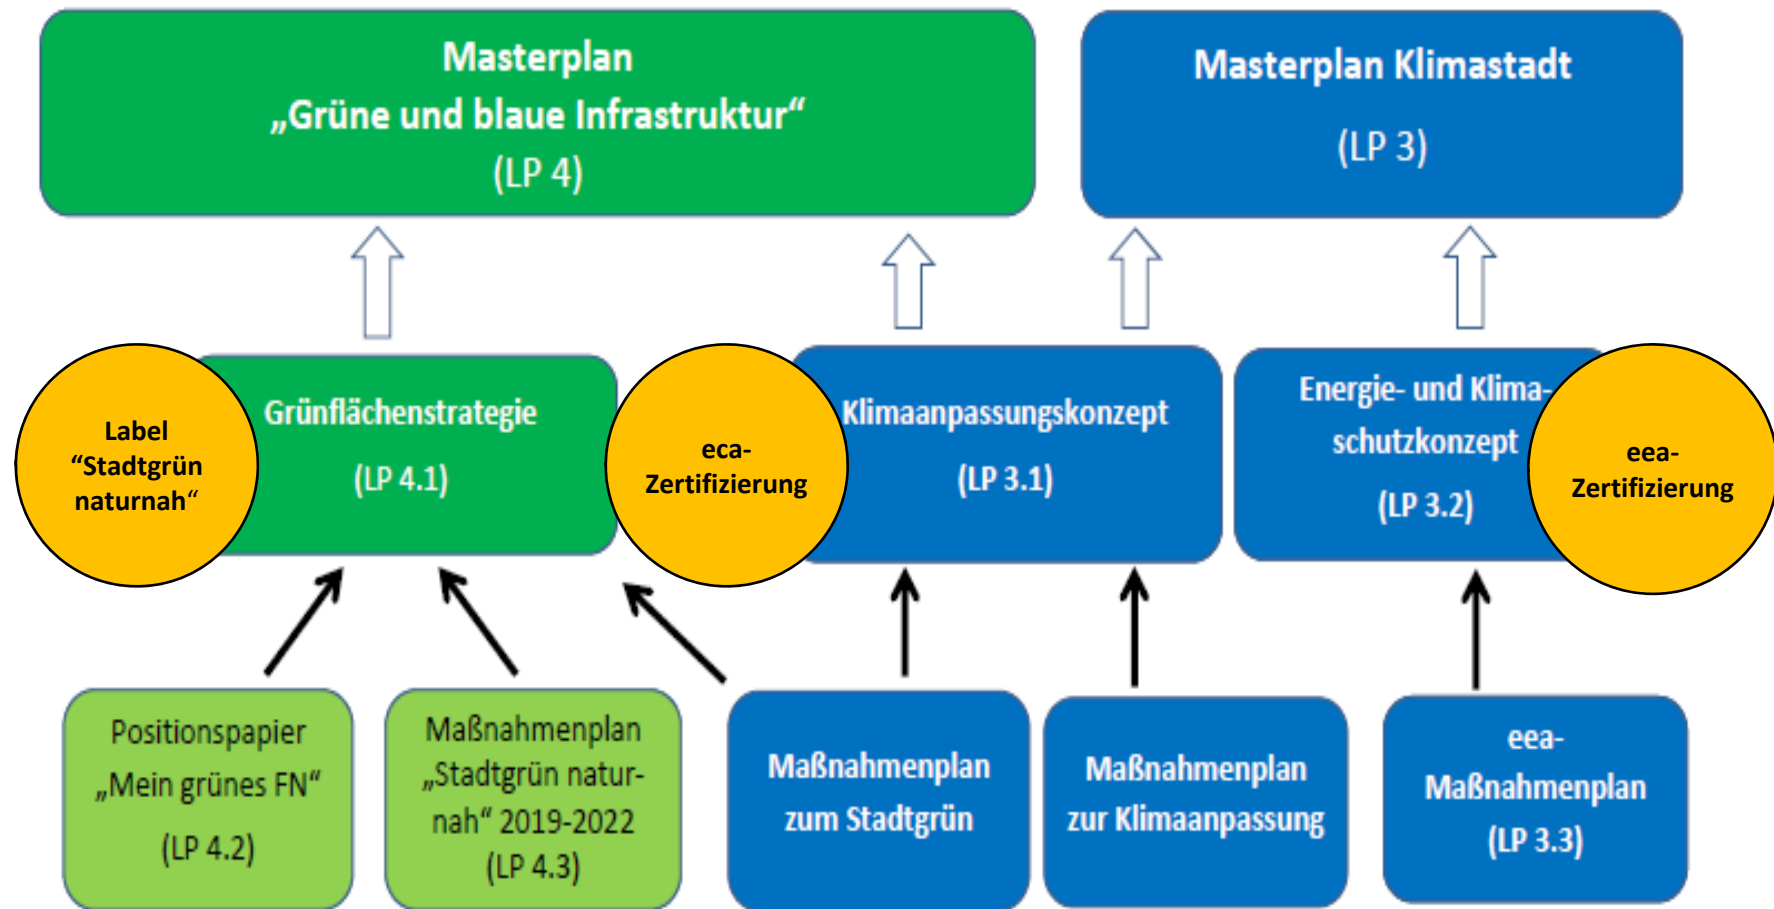 Masterplan
„Grüne und blaue Infrastruktur“
(LP 4)
Masterplan Klimastadt
(LP 3)
Label
“Stadtgrün
naturnah“
Grünflächenstrategie
(LP 4.1)
eca-
Zertifizierung
Klimaanpassungskonzept
(LP 3.1)
Energie- und Klima-
schutzkonzept
(LP 3.2)
eea-
Zertifizierung
Positionspapier
„Mein grünes FN“
(LP 4.2)
Maßnahmenplan
„Stadtgrün natur-
nah“ 2019-2022
(LP 4.3)
Maßnahmenplan
zum Stadtgrün
Maßnahmenplan
zur Klimaanpassung
eea-
Maßnahmenplan
(LP 3.3)